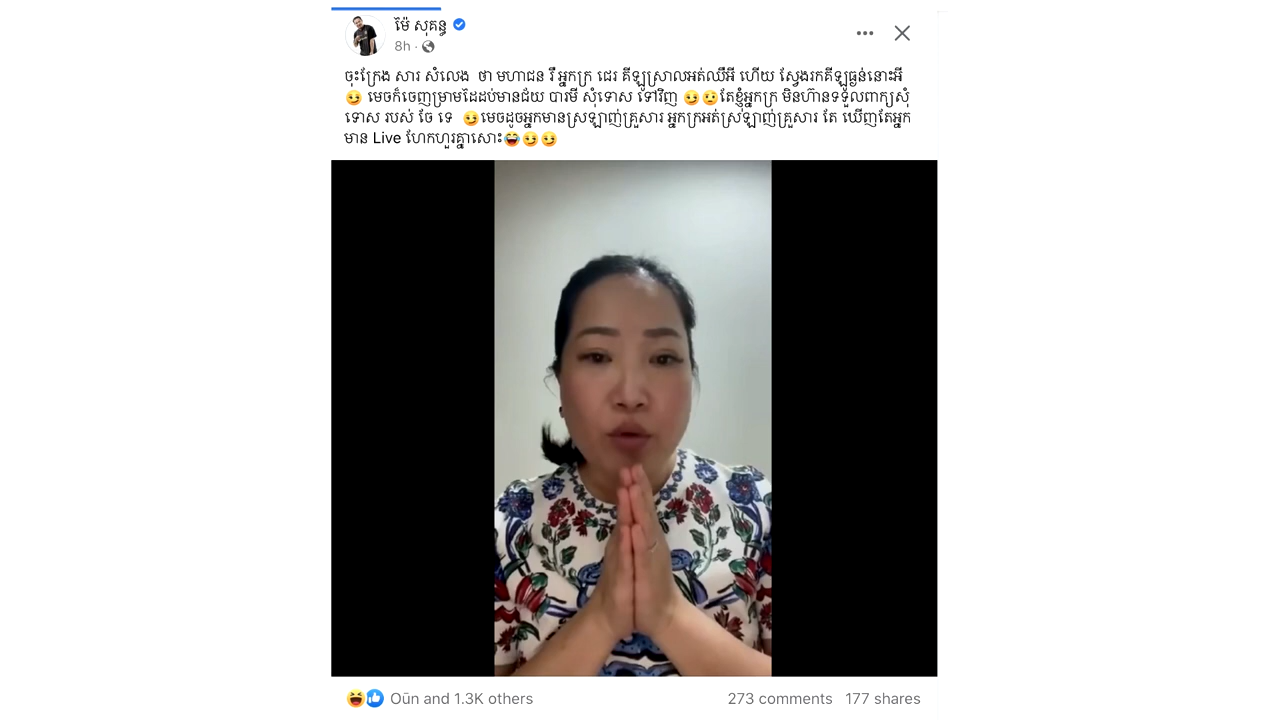 ម៉ៃ សុគន្ធ
8h ·
ចុះក្រែង សារ សំលេង ថា មហាជន រឺ អ្នកក្រ ជេរ គីឡូស្រាលអត់ឈឺអី ហើយ ស្វែងរកគីឡូធ្ងន់នោះអី
😏 មេចក៏ចេញម្រាមដៃដប់មានជ័យ បារមី សុំទោស ទៅវិញ 😏😉តែខ្ញុំអ្នកក្រ មិនហ៊ានទទួលពាក្យសុំ
ទោស របស់ ចែ ទេ 😏មេចដូចអ្នកមានស្រឡាញ់គ្រួសារ អ្នកក្រអត់ស្រឡាញ់គ្រួសារ តែ ឃើញតែអ្នក
មាន Live ហែកហួរគ្នាសោះ😂😏😏
Oūn and 1.3K others 273 comments 177 shares